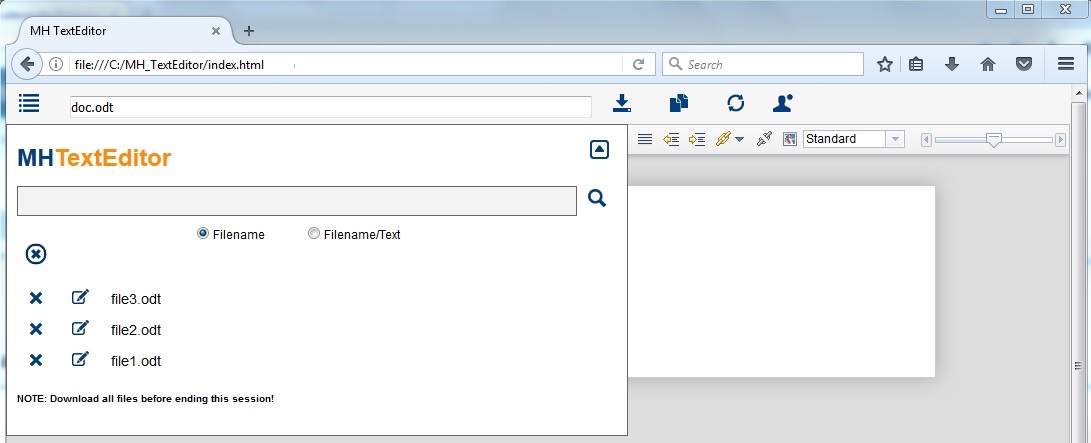 MH TextEditor
file:///C:/MH_TextEditor/index.html
Search
doc.odt
Standard
MHTextEditor
Filename Filename/Text
file3.odt
file2.odt
file1.odt
NOTE: Download all files before ending this session!